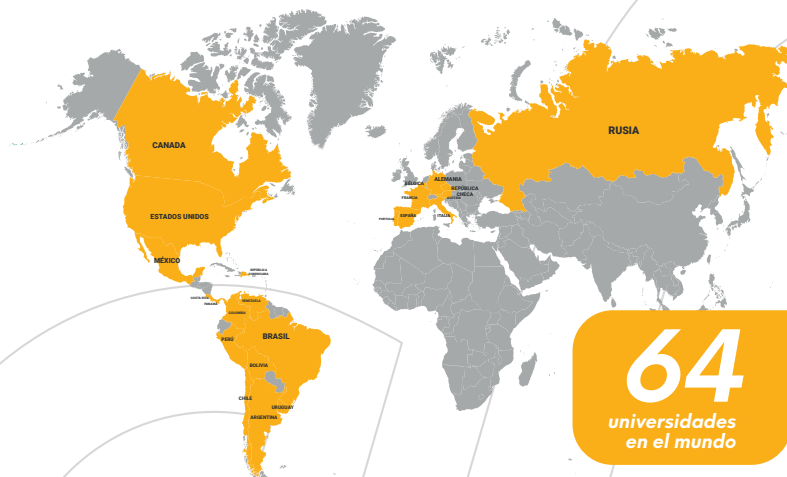 CANADA
ESTADOS UNIDOS
MÉXICO
REPÚBLICA
DOMINICANA
COSTA RICA
PANAMÁ
VENEZUELA
COLOMBIA
BRASIL
PERÚ
BOLIVIA
CHILE
URUGUAY
ARGENTINA
RUSIA
ALEMANIA
BÉLGICA
REPÚBLICA
CHECA
FRANCIA
AUSTRIA
PORTUGAL
ESPAÑA
ITALIA
64
universidades
en el mundo